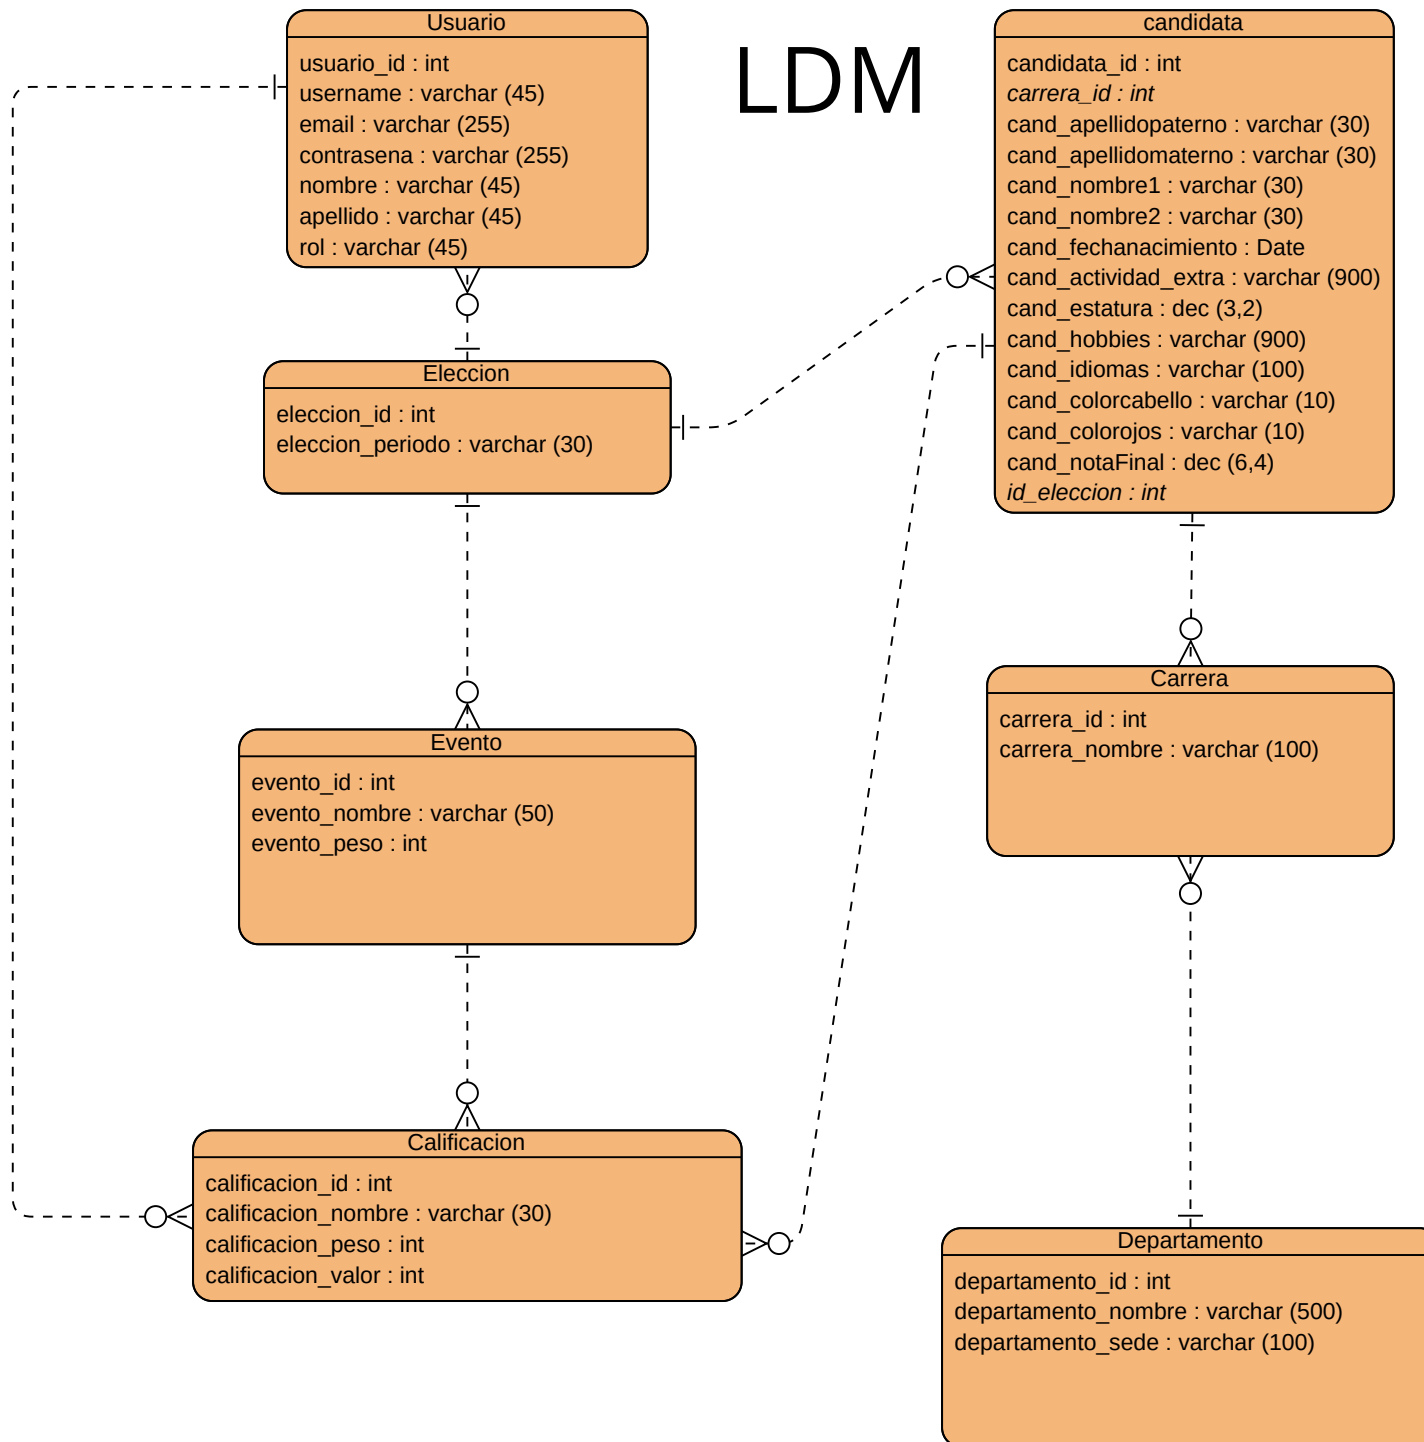 Usuario
usuario_id : int
username : varchar (45)
email : varchar (255)
contrasena : varchar (255)
nombre : varchar (45)
apellido : varchar (45)
rol : varchar (45)
LDM
candidata
candidata_id : int
carrera_id : int
cand_apellidopaterno : varchar (30)
cand_apellidomaterno : varchar (30)
cand_nombre1 : varchar (30)
cand_nombre2 : varchar (30)
cand_fechanacimiento : Date
cand_actividad_extra : varchar (900)
cand_estatura : dec (3,2)
cand_hobbies : varchar (900)
cand_idiomas : varchar (100)
cand_colorcabello : varchar (10)
cand_colorojos : varchar (10)
cand_notaFinal : dec (6,4)
id_eleccion : int
Eleccion
eleccion_id : int
eleccion_periodo : varchar (30)
Evento
evento_id : int
evento_nombre : varchar (50)
evento_peso : int
Carrera
carrera_id : int
carrera_nombre : varchar (100)
Calificacion
calificacion_id : int
calificacion_nombre : varchar (30)
calificacion_peso : int
calificacion_valor : int
Departamento
departamento_id : int
departamento_nombre : varchar (500)
departamento_sede : varchar (100)